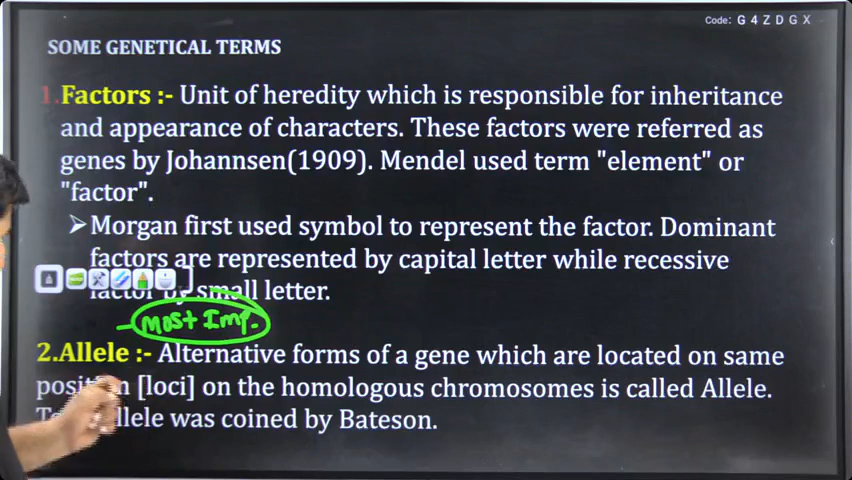 Code: G 4 Z D G X
SOME GENETICAL TERMS
1.Factors :- Unit of heredity which is responsible for inheritance
and appearance of characters. These factors were referred as
genes by Johannsen(1909). Mendel used term "element" or
"factor".
➢Morgan first used symbol to represent the factor. Dominant
factors are represented by capital letter while recessive
factor by small letter.
Most Imp.
2.Allele :- Alternative forms of a gene which are located on same
position [loci] on the homologous chromosomes is called Allele.
allele was coined by Bateson.